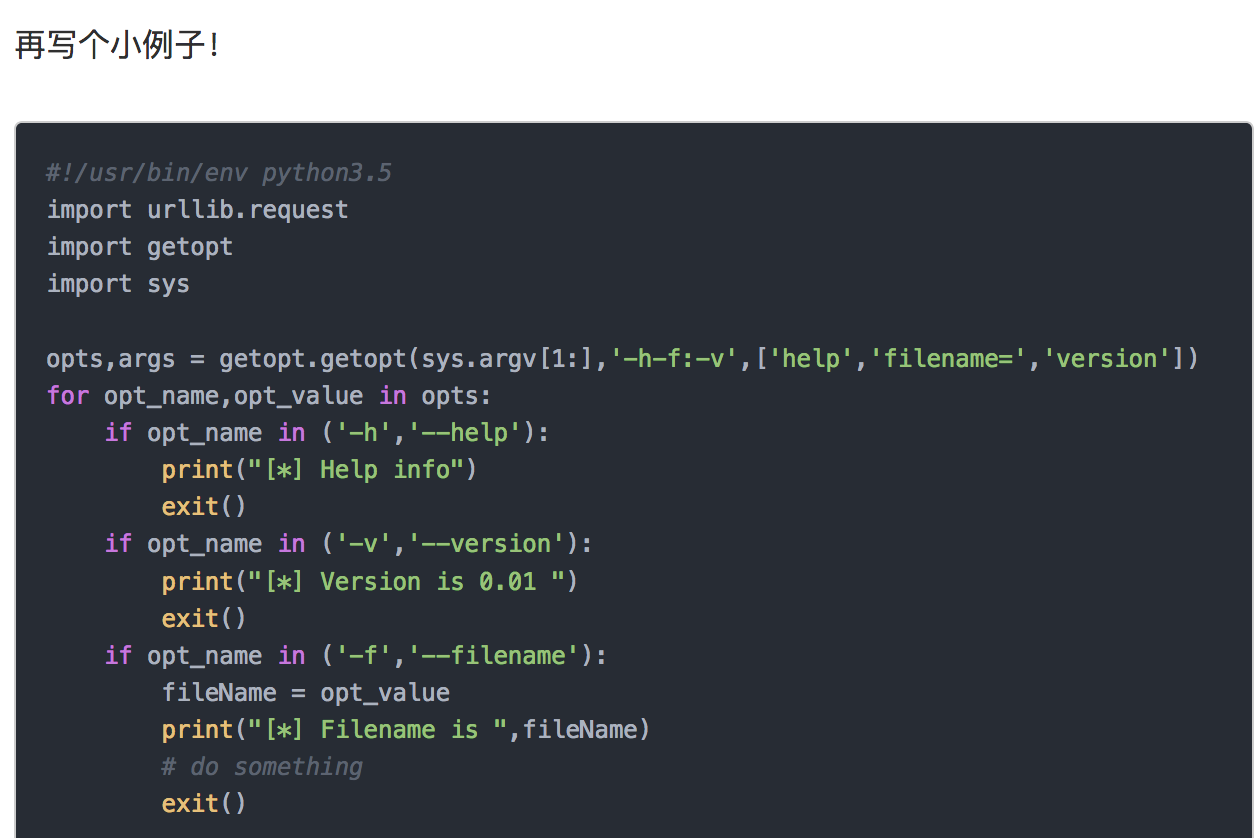 再写个小例子！
#!/usr/bin/env python3.5
import urllib.request
import getopt
import sys
opts,args = getopt.getopt(sys.argv[1:],'-h-f:-v',['help','filename=','version'])
for opt_name,opt_value in opts:
    if opt_name in ('-h','--help'):
        print("[*] Help info")
        exit()
    if opt_name in ('-v','--version'):
        print("[*] Version is 0.01 ")
        exit()
    if opt_name in ('-f','--filename'):
        fileName = opt_value
        print("[*] Filename is ",fileName)
        # do something
        exit()